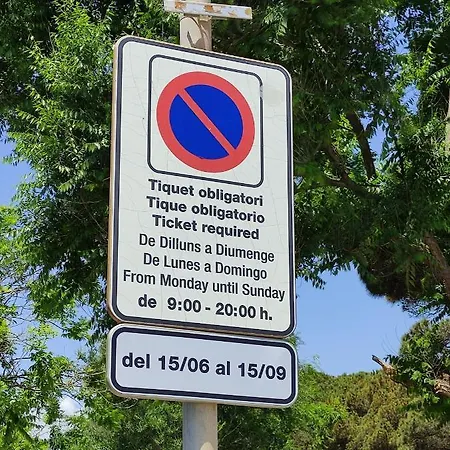 Tiquet obligatori
Tique obligatorio
Ticket required
De Dilluns a Diumenge
De Lunes a Domingo
From Monday until Sunday
de 9:00 - 20:00 h.
del 15/06 al 15/09